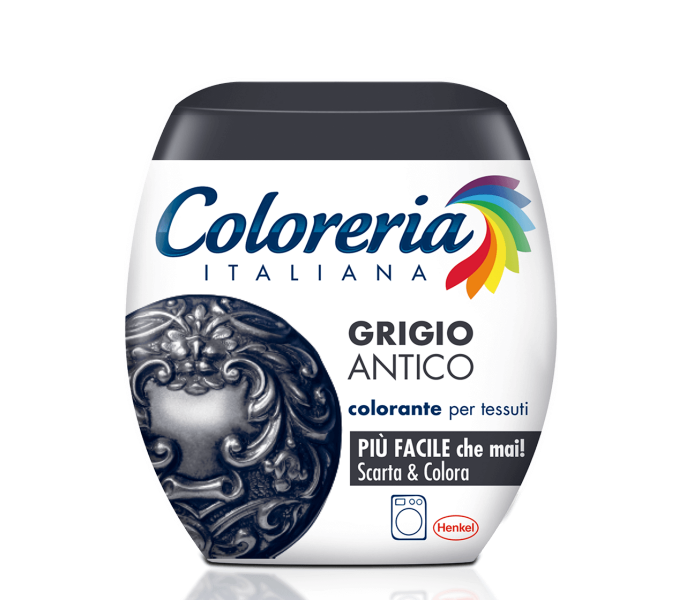 Coloreria
ITALIANA
GRIGIO
ANTICO
colorante per tessuti
PIÙ FACILE che mai!
Scarta & Colora
Henkel